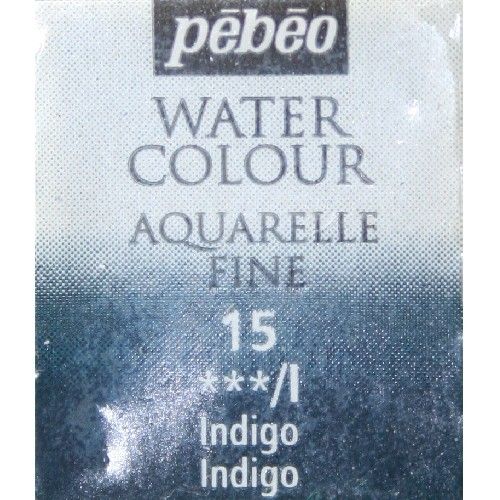 pēbēo
WATER
COLOUR
AQUARELLE
FINE
15
***/I
Indigo
Indigo